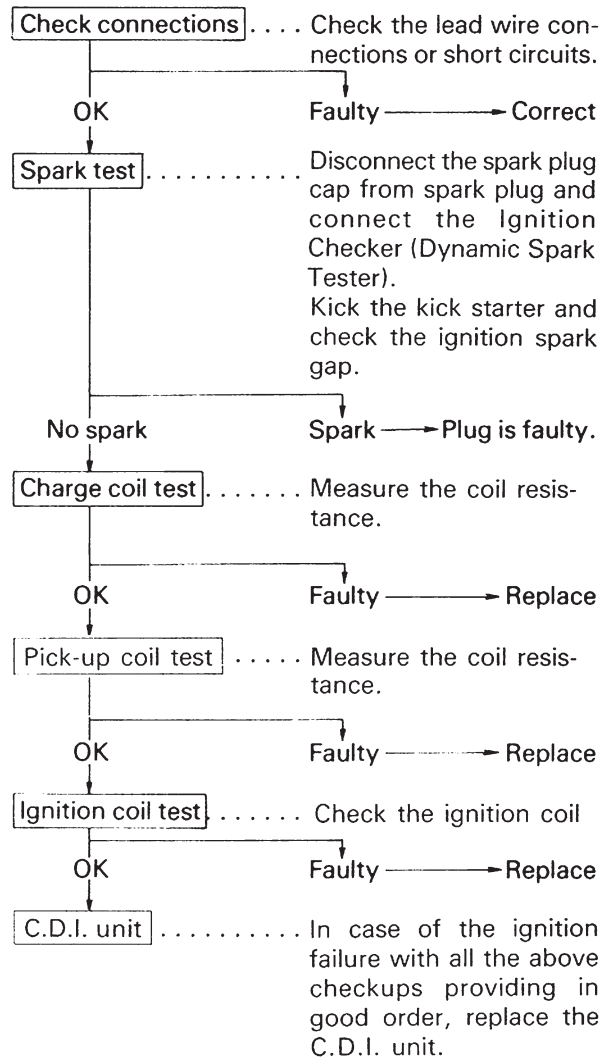 Check connections . . . . Check the lead wire con-
nections or short circuits.
OK Faulty Correct
Spark test . . . . . . . . . . . Disconnect the spark plug
cap from spark plug and
connect the Ignition
Checker (Dynamic Spark
Tester).
Kick the kick starter and
check the ignition spark
gap.
No spark Spark Plug is faulty.
Charge coil test . . . . . . . Measure the coil resis-
tance.
OK Faulty Replace
Pick-up coil test . . . . . Measure the coil resis-
tance.
OK Faulty Replace
Ignition coil test . . . . . . . Check the ignition coil
OK Faulty Replace
C.D.I. unit . . . . . . . . . . In case of the ignition
failure with all the above
checkups providing in
good order, replace the
C.D.I. unit.